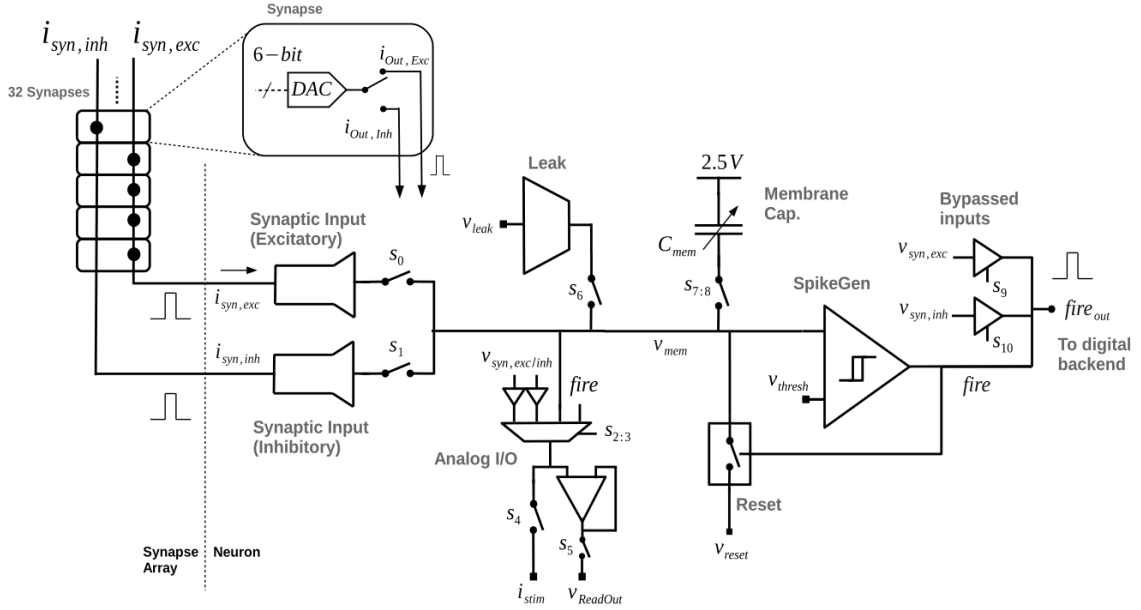 Synapse
i_syn,inh
i_syn,exc
6-bit
DAC
i_Out,Exc
i_Out,Inh
32 Synapses
Synaptic Input
(Excitatory)
i_syn,exc
s_0
i_syn,inh
s_1
Synaptic Input
(Inhibitory)
Leak
v_leak
s_6
2.5V
Membrane
Cap.
C_mem
s_7:8
v_mem
SpikeGen
v_thresh
Bypassed
inputs
v_syn,exc
s_9
v_syn,inh
s_10
fire_out
To digital
backend
fire
v_syn,exc/inh
fire
s_2:3
Analog I/O
s_4
s_5
i_stim
v_ReadOut
Reset
v_reset
Synapse
Array
Neuron